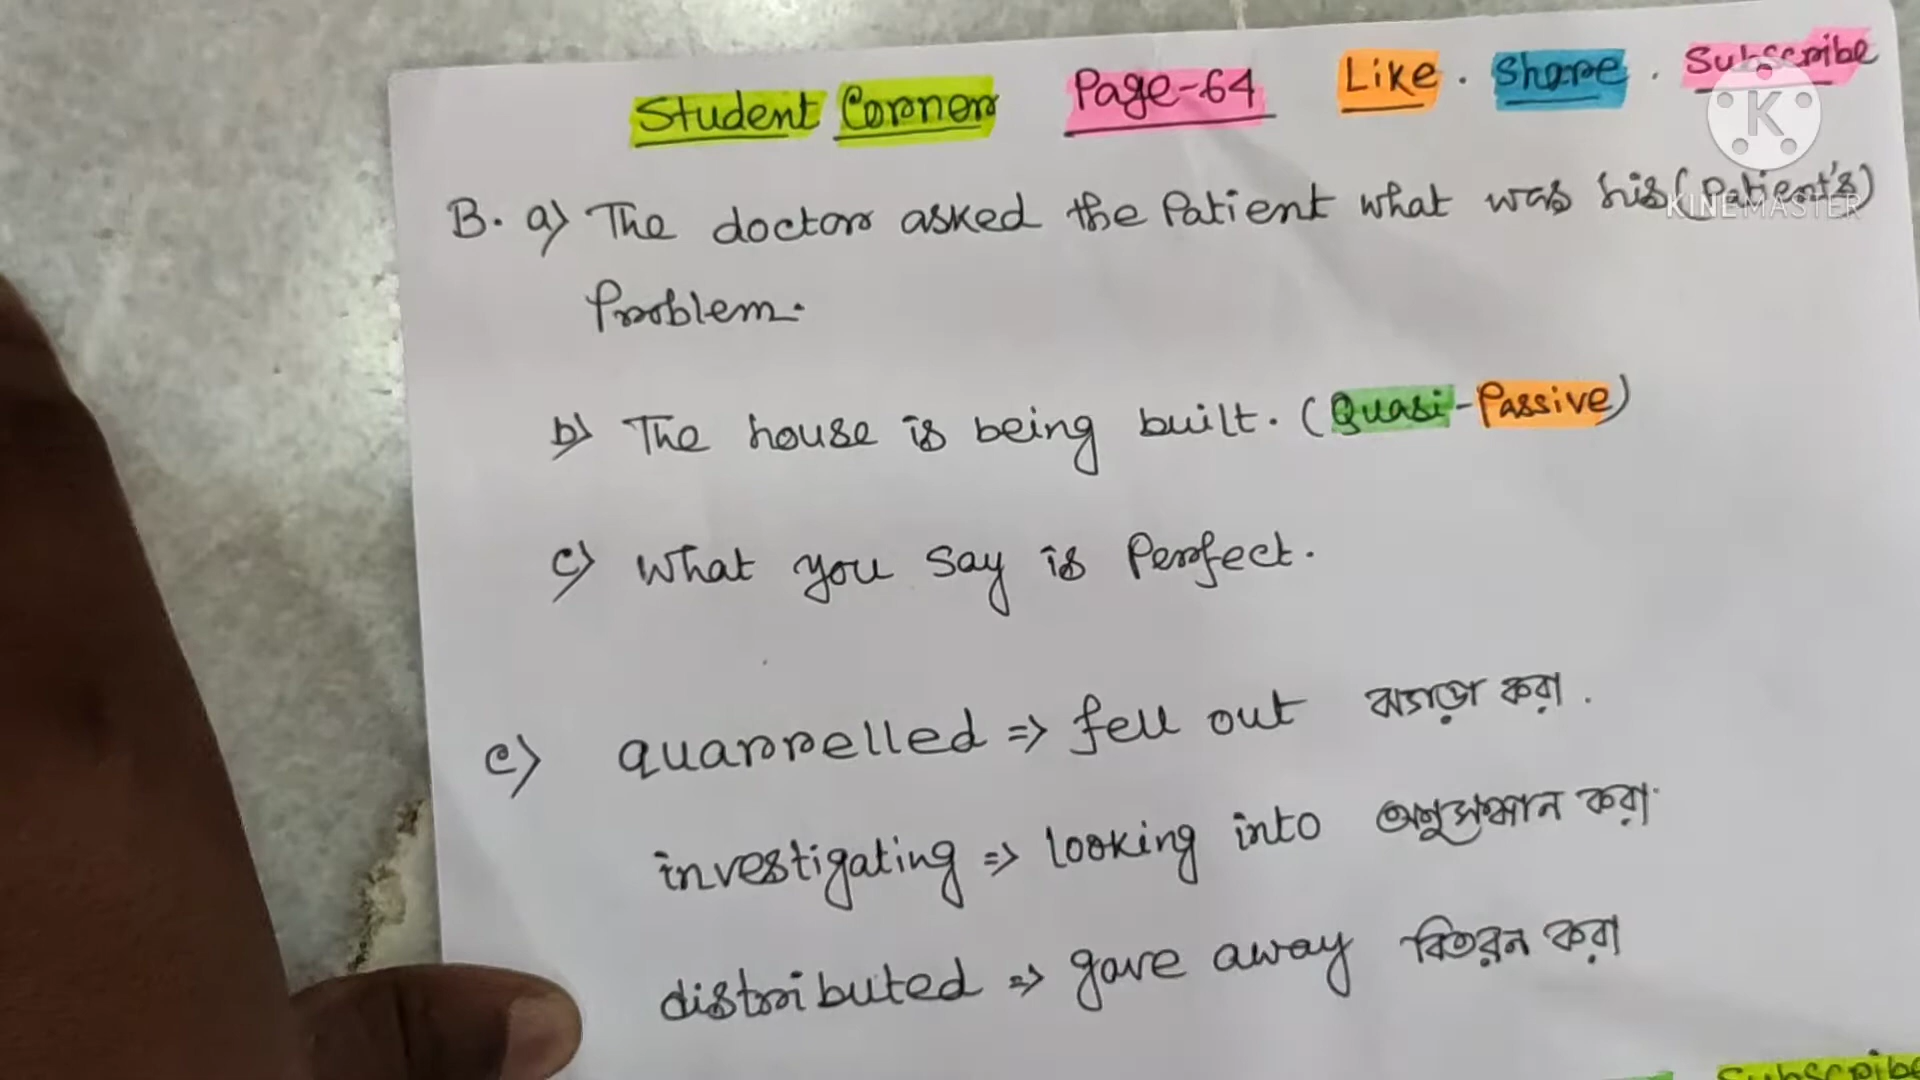 Student Corner Page-64 Like . Share . Subscribe
K
KINEMASTER
B. a) The doctor asked the Patient what was his (Patient's)
Problem.
b) The house is being built. (Quasi-Passive)
c) What you say is Perfect.
c) quarrelled => fell out ঝগড়া করা.
investigating => looking into অনুসন্ধান করা.
distributed => gave away বিতরন করা
Subscribe